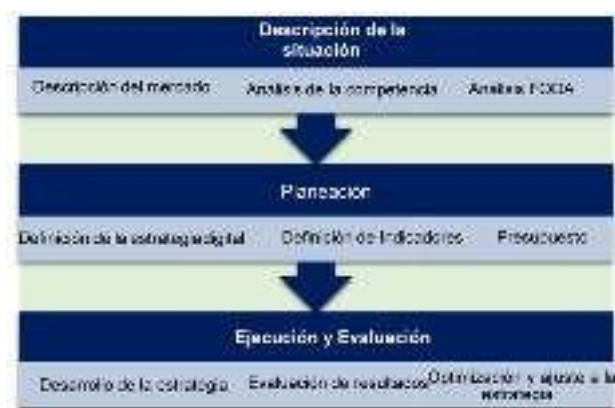 Descripción de la
situación
Descripción del mercado Análisis de la competencia Análisis FODA
Planeación
Definición de la estrategia digital Definición de Indicadores Presupuesto
Ejecución y Evaluación
Desarrollo de la estrategia Evaluación de resultados Optimización y ajuste a la
estrategia